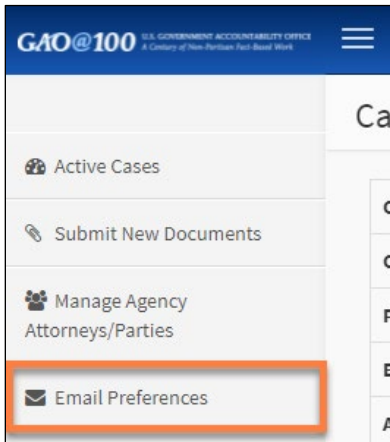 GAO@100 U.S. GOVERNMENT ACCOUNTABILITY OFFICE
A Century of Non-Partisan Fact-Based Work
Ca
Active Cases
Submit New Documents
Manage Agency
Attorneys/Parties
Email Preferences